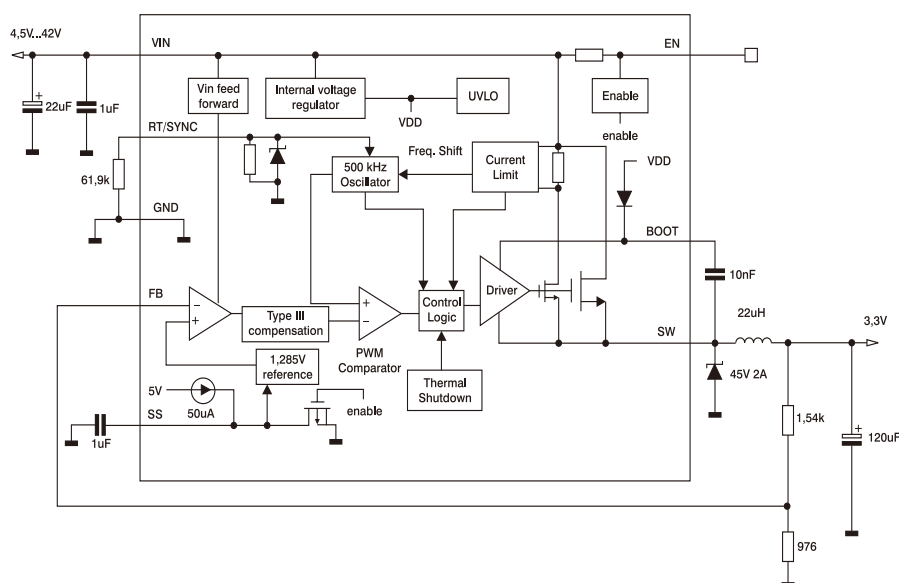 4,5V...42V
VIN
EN
22uF
+
1uF
Vin feed
forward
Internal voltage
regulator
UVLO
Enable
VDD
enable
RT/SYNC
61,9k
500 kHz
Oscillator
Freq. Shift
Current
Limit
VDD
GND
BOOT
10nF
FB
−
+
Type III
compensation
+
−
PWM
Comparator
Control
Logic
Driver
SW
22uH
3,3V
1,285V
reference
Thermal
Shutdown
45V 2A
5V
50uA
enable
SS
1uF
1,54k
+
120uF
976